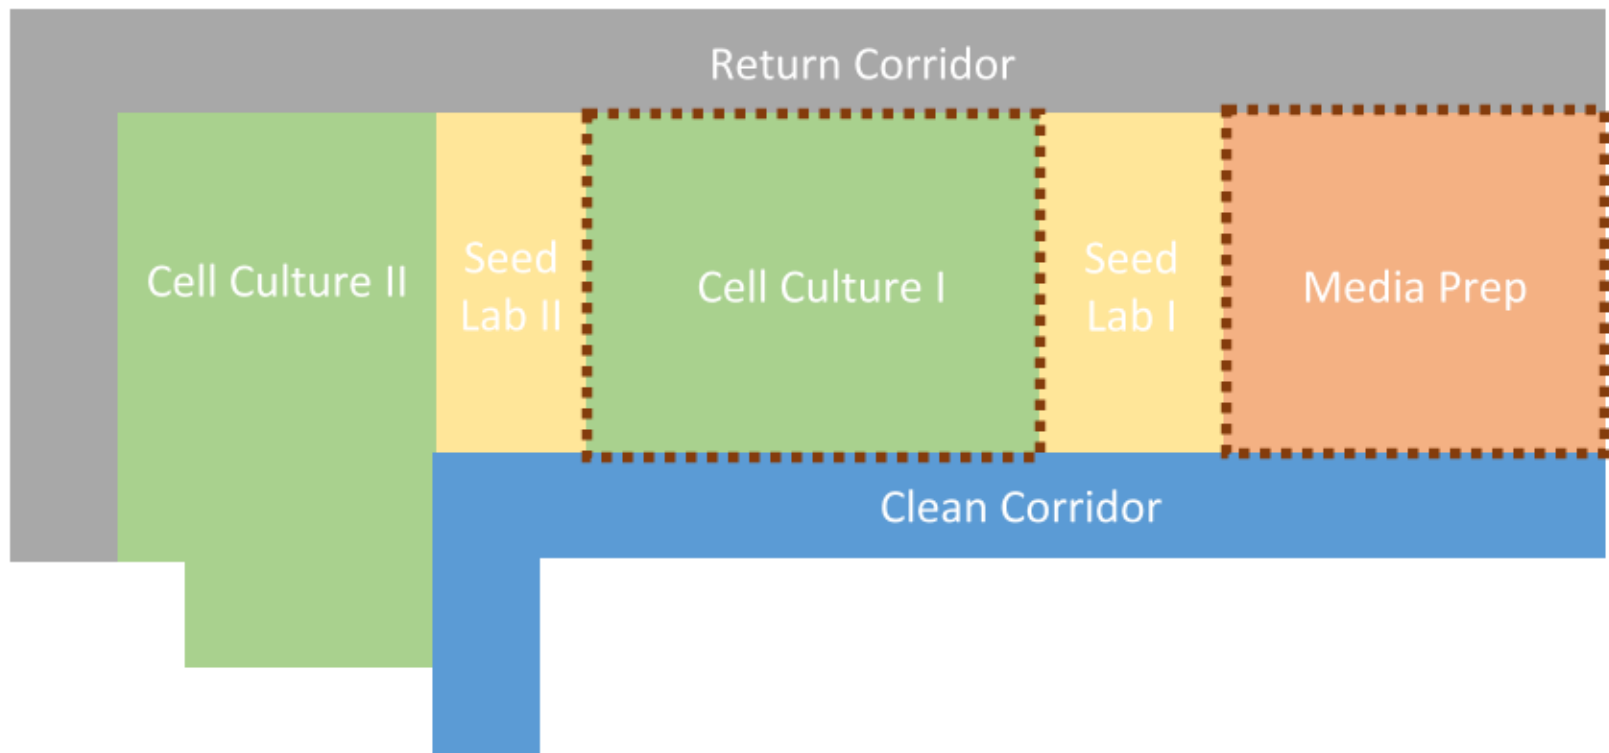 Return Corridor
Cell Culture II
Seed
Lab II
Cell Culture I
Seed
Lab I
Media Prep
Clean Corridor